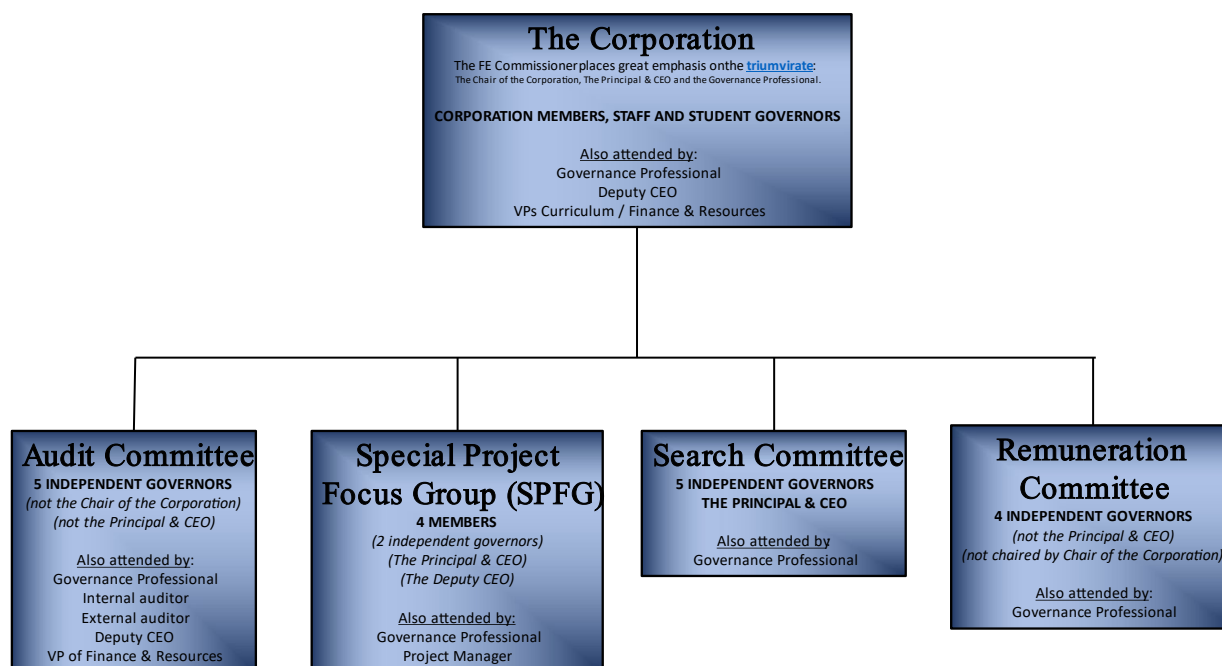 The Corporation
The FE Commissionerplaces great emphasis onthe triumvirate:
The Chair of the Corporation, The Principal & CEO and the Governance Professional.
CORPORATION MEMBERS, STAFF AND STUDENT GOVERNORS
Also attended by:
Governance Professional
Deputy CEO
VPs Curriculum / Finance & Resources
Audit Committee
5 INDEPENDENT GOVERNORS
(not the Chair of the Corporation)
(not the Principal & CEO)
Also attended by:
Governance Professional
Internal auditor
External auditor
Deputy CEO
VP of Finance & Resources
Special Project
Focus Group (SPFG)
4 MEMBERS
(2 independent governors)
(The Principal & CEO)
(The Deputy CEO)
Also attended by:
Governance Professional
Project Manager
Search Committee
5 INDEPENDENT GOVERNORS
THE PRINCIPAL & CEO
Also attended by
Governance Professional
Remuneration
Committee
4 INDEPENDENT GOVERNORS
(not the Principal & CEO)
(not chaired by Chair of the Corporation)
Also attended by:
Governance Professional